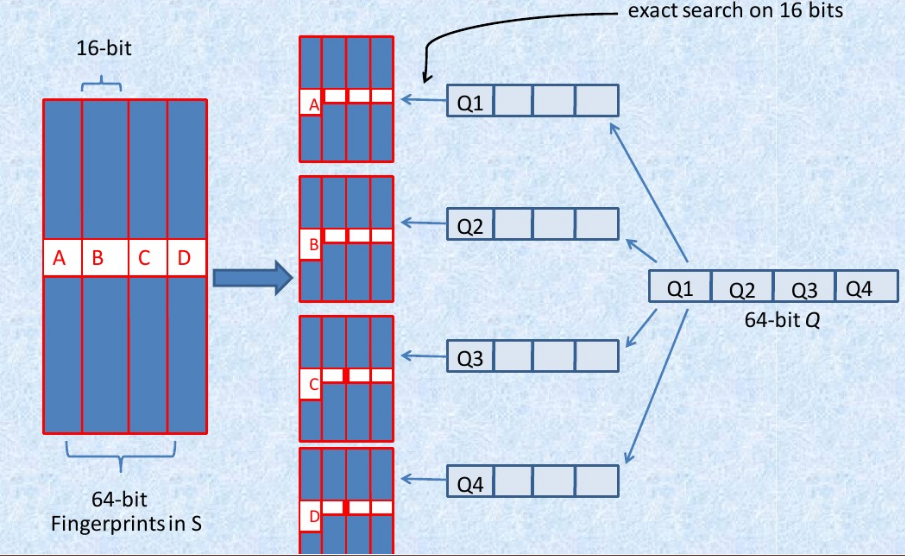 exact search on 16 bits
16-bit
A B C D
64-bit
Fingerprints in S
A
B
C
D
Q1
Q2
Q3
Q4
Q1 Q2 Q3 Q4
64-bit Q